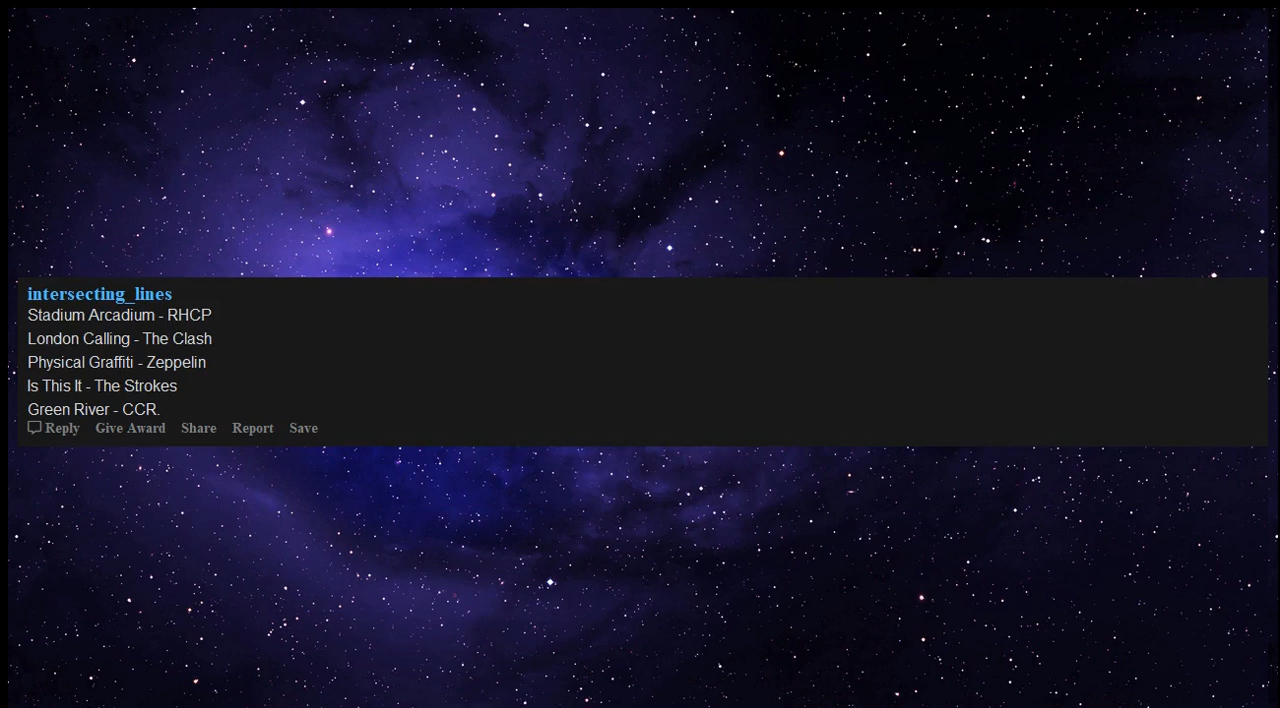 intersecting_lines
Stadium Arcadium - RHCP
London Calling - The Clash
Physical Graffiti - Zeppelin
Is This It - The Strokes
Green River - CCR.
Reply Give Award Share Report Save